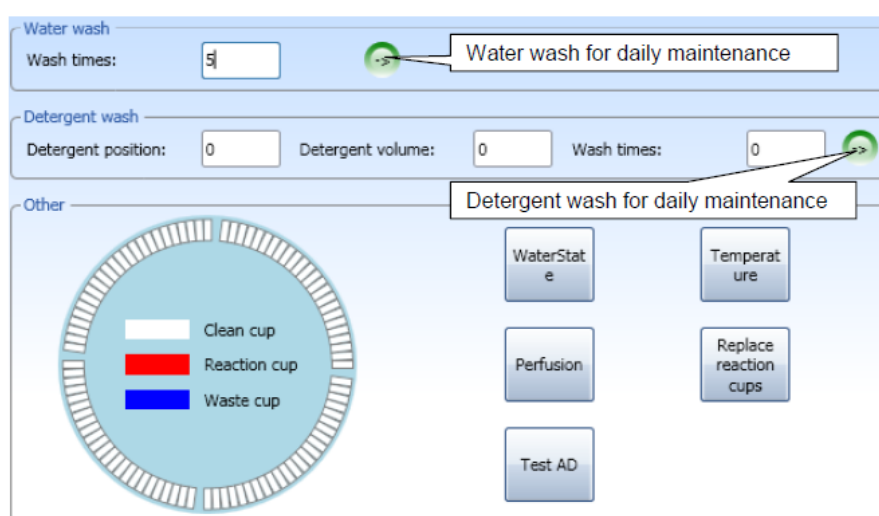 Water wash
Wash times:
5
->
Water wash for daily maintenance
Detergent wash
Detergent position:
0
Detergent volume:
0
Wash times:
0
->
Detergent wash for daily maintenance
Other
Clean cup
Reaction cup
Waste cup
WaterStat
e
Temperat
ure
Perfusion
Replace
reaction
cups
Test AD